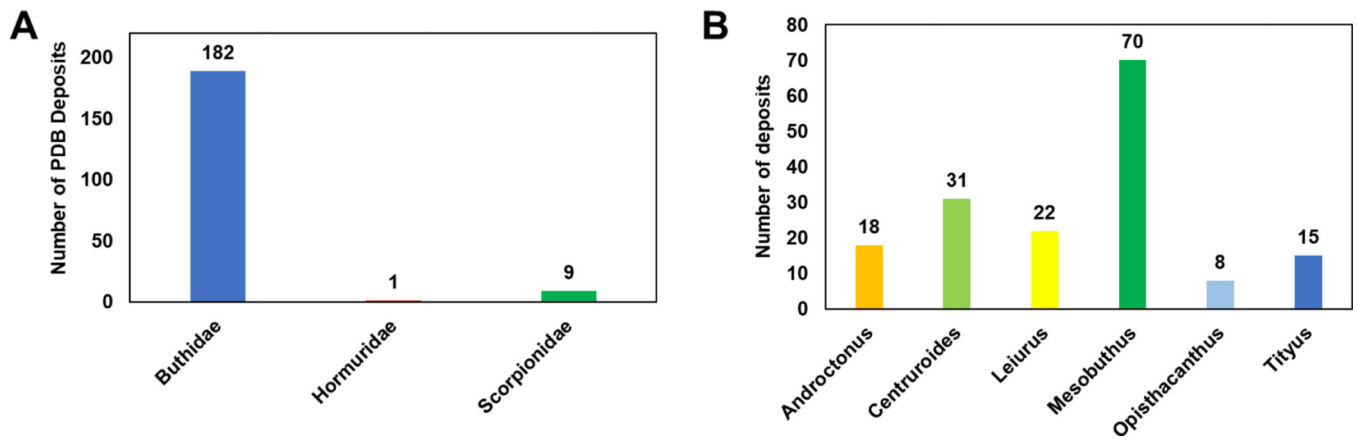 A
Number of PDB Deposits
200
150
100
50
0
182
1
9
Buthidae
Hormuridae
Scorpionidae
B
Number of deposits
80
70
60
50
40
30
20
10
0
18
31
22
70
8
15
Androctonus
Centruroides
Leiurus
Mesobuthus
Opisthacanthus
Tityus